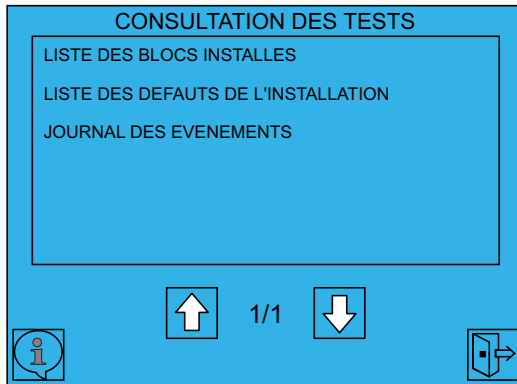 CONSULTATION DES TESTS
LISTE DES BLOCS INSTALLES
LISTE DES DEFAUTS DE L'INSTALLATION
JOURNAL DES EVENEMENTS
1/1
i